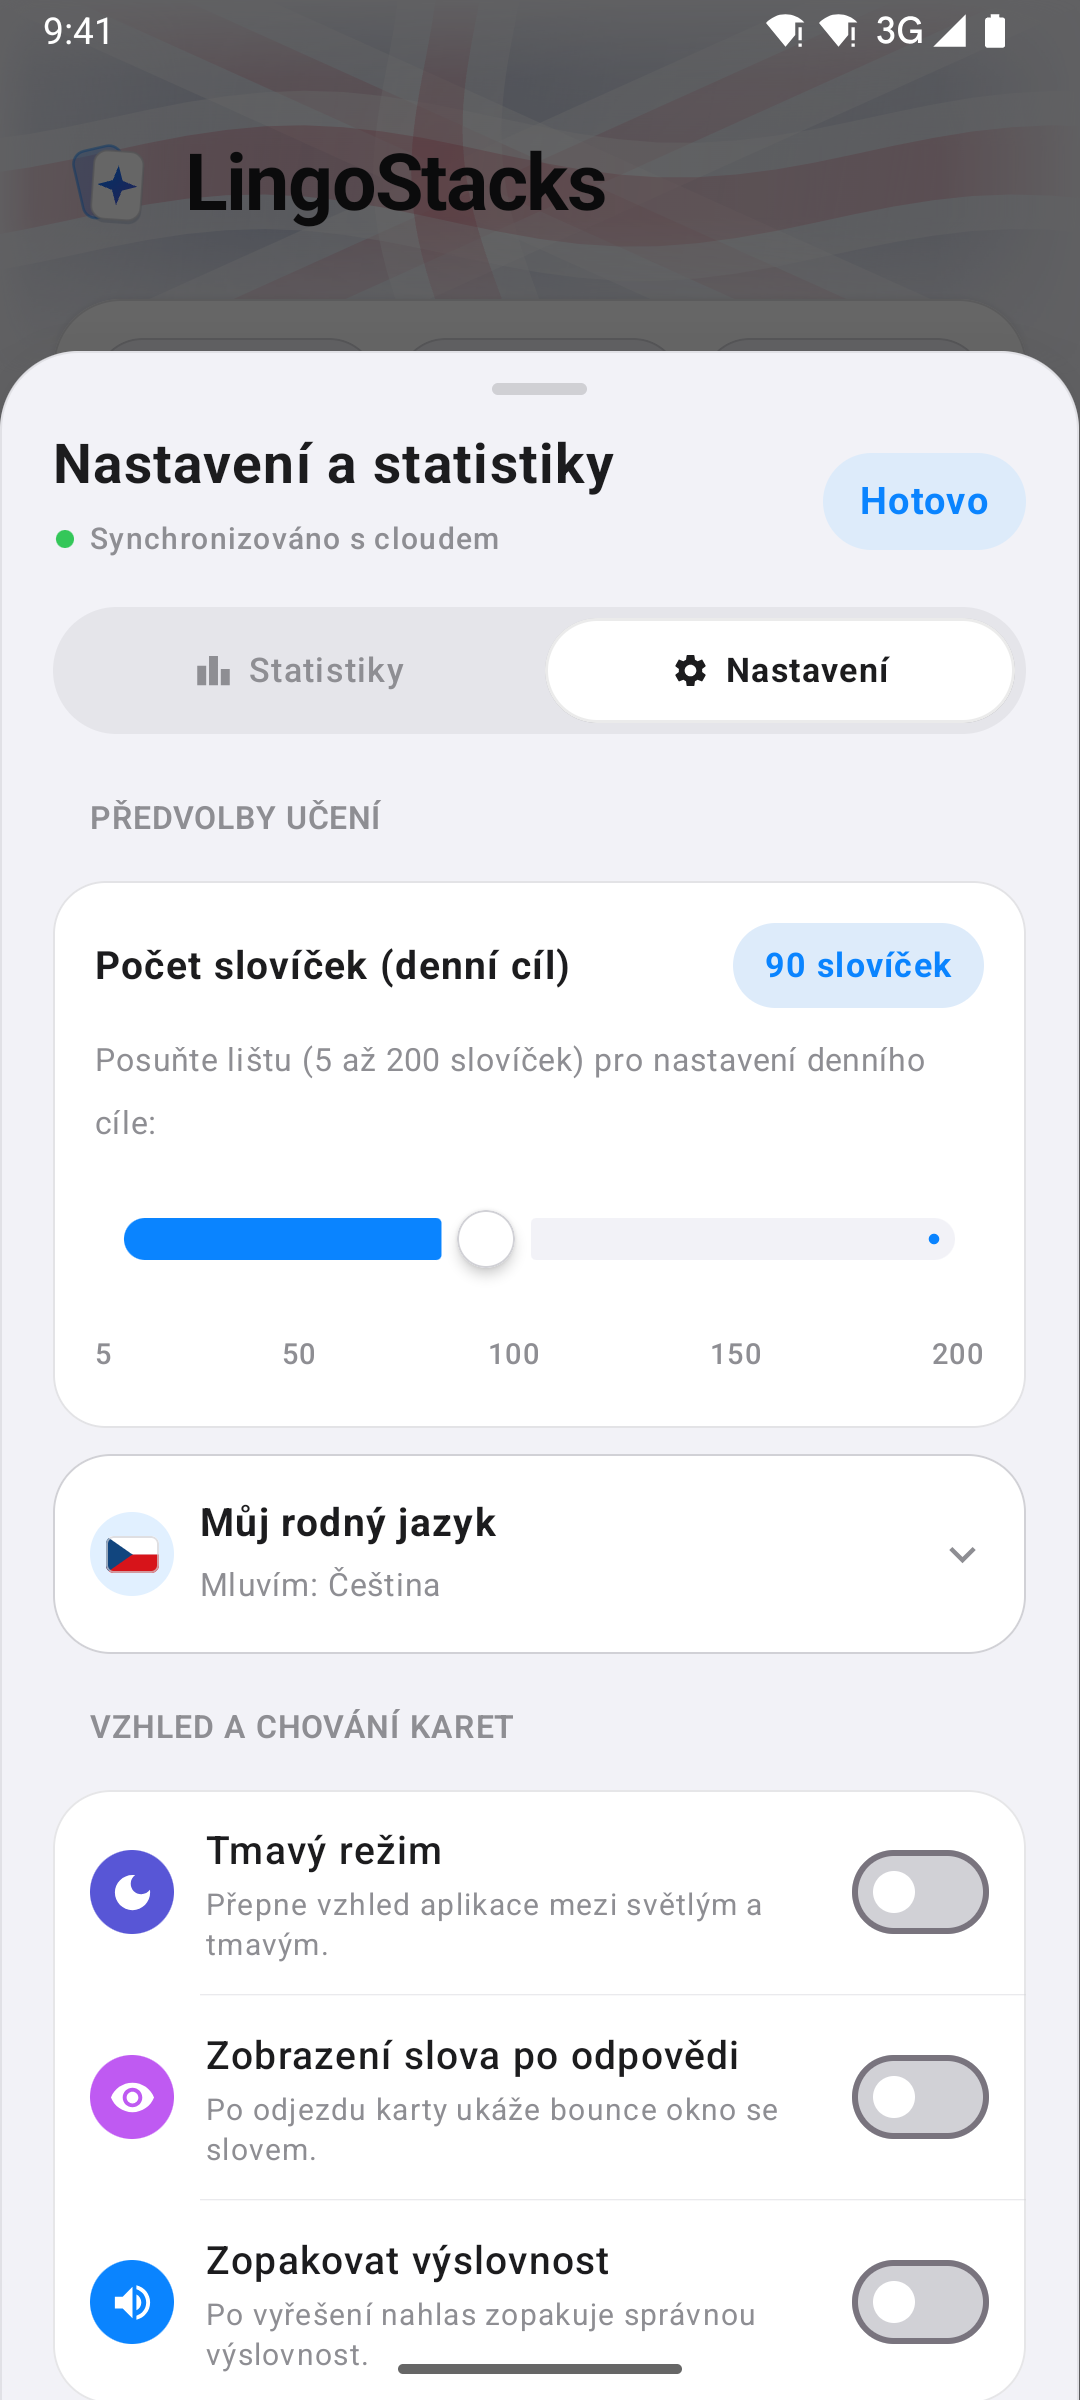 9:41
3G
LingoStacks
Nastavení a statistiky
Synchronizováno s cloudem
Hotovo
Statistiky
Nastavení
PŘEDVOLBY UČENÍ
Počet slovíček (denní cíl)
90 slovíček
Posuňte lištu (5 až 200 slovíček) pro nastavení denního
cíle:
5 50 100 150 200
Můj rodný jazyk
Mluvím: Čeština
VZHLED A CHOVÁNÍ KARET
Tmavý režim
Přepne vzhled aplikace mezi světlým a
tmavým.
Zobrazení slova po odpovědi
Po odjezdu karty ukáže bounce okno se
slovem.
Zopakovat výslovnost
Po vyřešení nahlas zopakuje správnou
výslovnost.